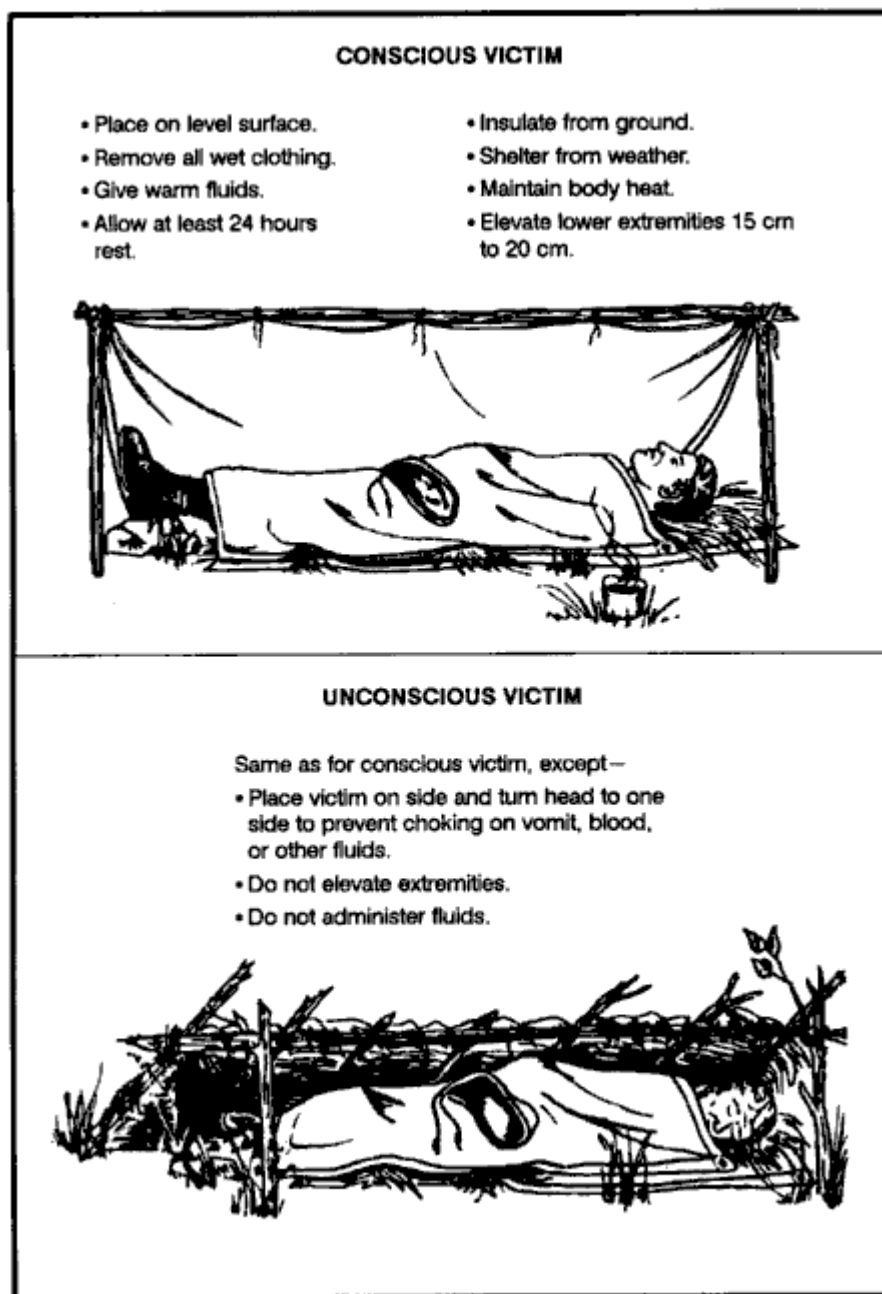 CONSCIOUS VICTIM
• Place on level surface.
• Remove all wet clothing.
• Give warm fluids.
• Allow at least 24 hours
rest.
• Insulate from ground.
• Shelter from weather.
• Maintain body heat.
• Elevate lower extremities 15 cm
to 20 cm.
UNCONSCIOUS VICTIM
Same as for conscious victim, except—
• Place victim on side and turn head to one
side to prevent choking on vomit, blood,
or other fluids.
• Do not elevate extremities.
• Do not administer fluids.